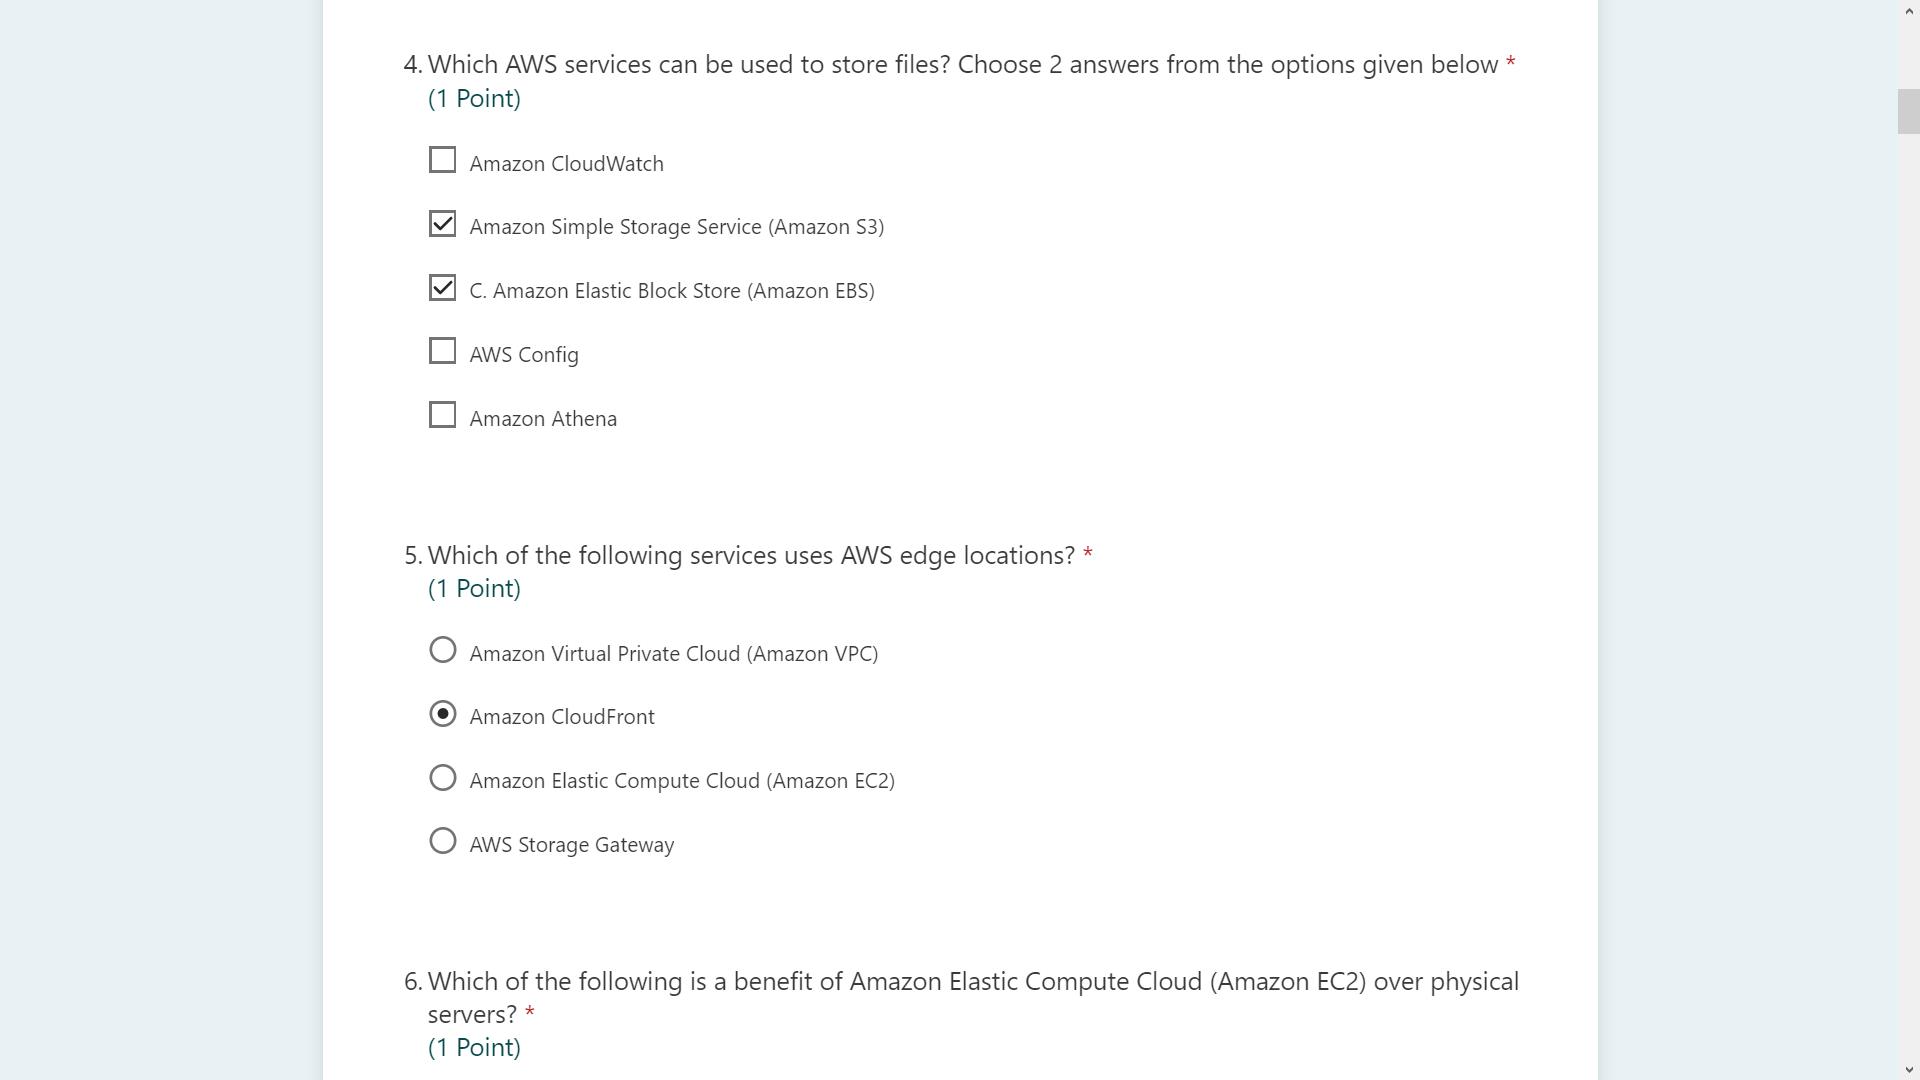 4. Which AWS services can be used to store files? Choose 2 answers from the options given below *
(1 Point)
Amazon CloudWatch
Amazon Simple Storage Service (Amazon S3)
C. Amazon Elastic Block Store (Amazon EBS)
AWS Config
Amazon Athena
5. Which of the following services uses AWS edge locations? *
(1 Point)
Amazon Virtual Private Cloud (Amazon VPC)
Amazon CloudFront
Amazon Elastic Compute Cloud (Amazon EC2)
AWS Storage Gateway
6. Which of the following is a benefit of Amazon Elastic Compute Cloud (Amazon EC2) over physical
servers? *
(1 Point)